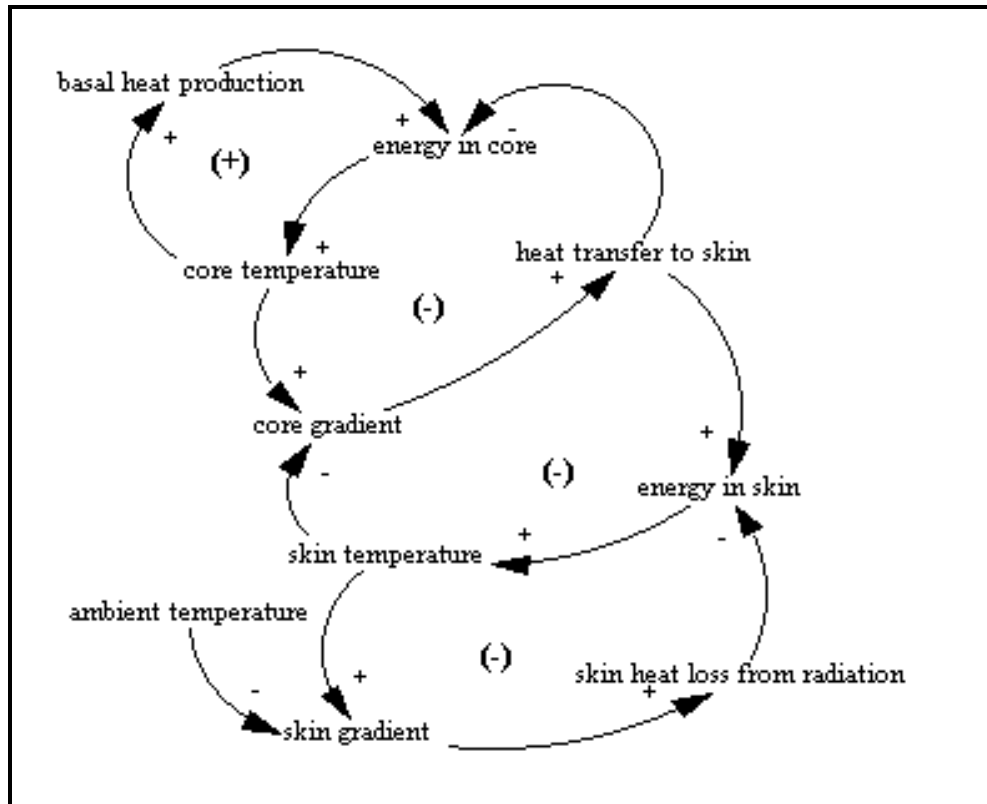 basal heat production
+
-
energy in core
+
(+)
+
core temperature
heat transfer to skin
+
(-)
+
core gradient
+
-
(-)
energy in skin
+
-
skin temperature
ambient temperature
(-)
+
-
skin heat loss from radiation
+
skin gradient